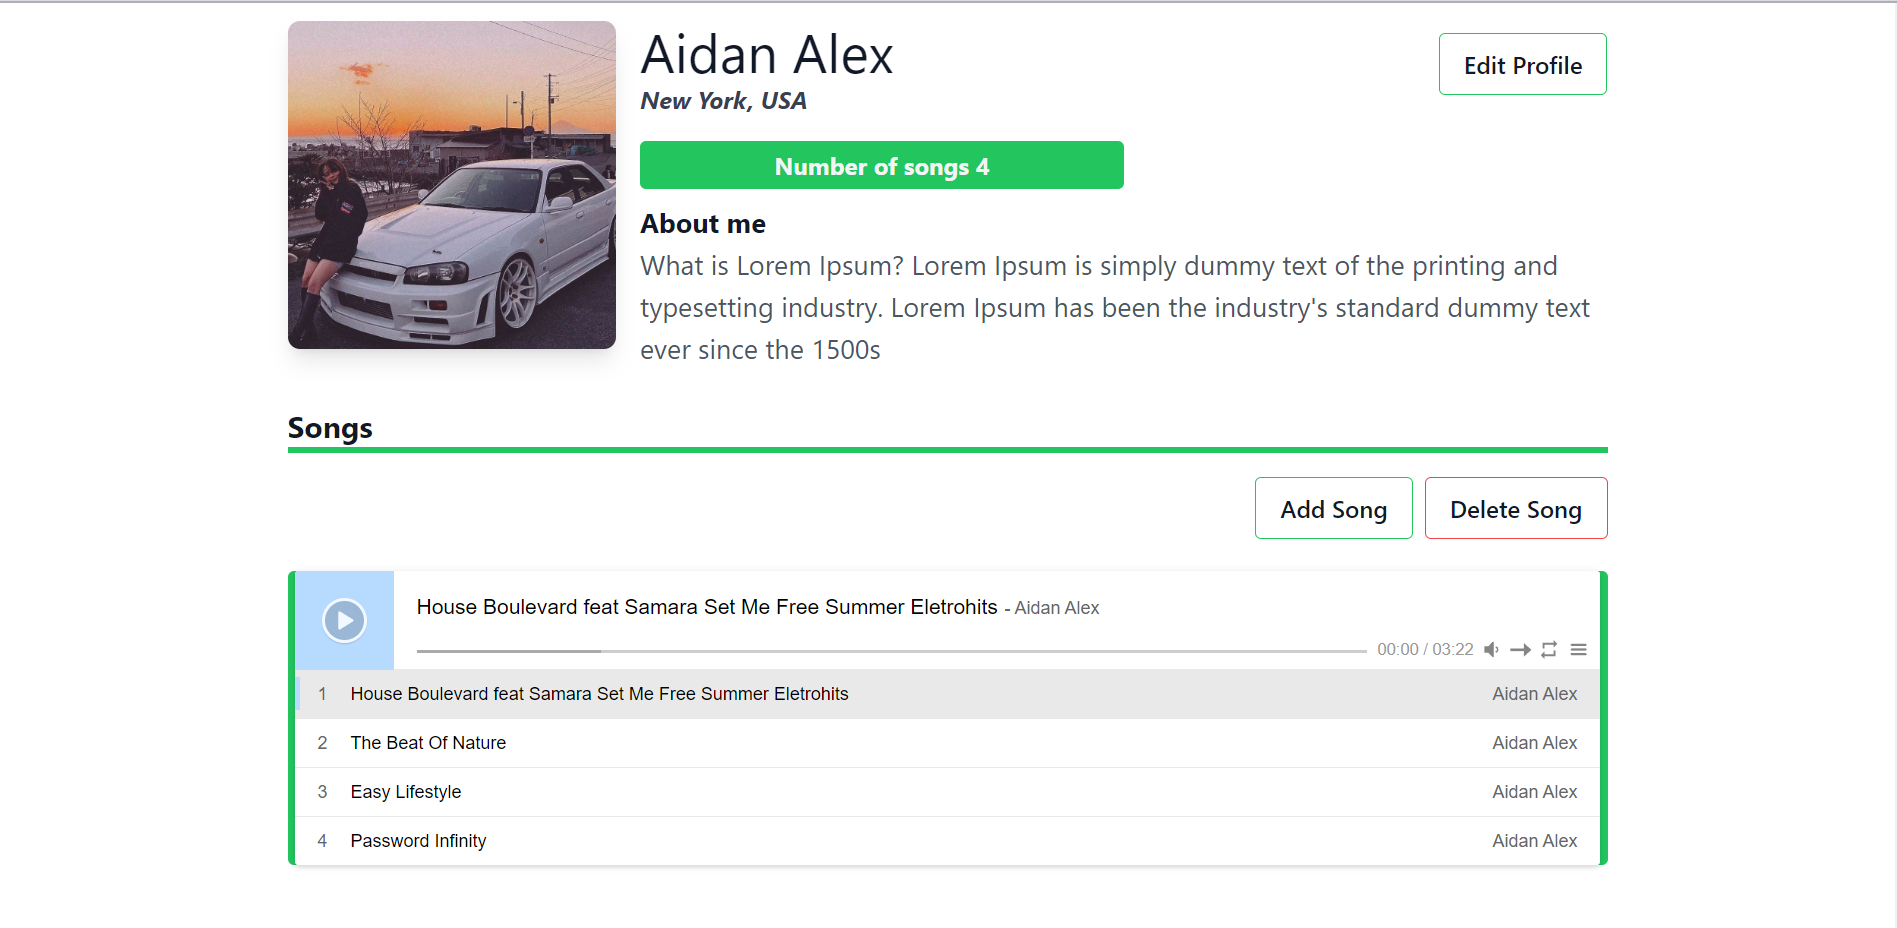 Aidan Alex
New York, USA
Edit Profile
Number of songs 4
About me
What is Lorem Ipsum? Lorem Ipsum is simply dummy text of the printing and
typesetting industry. Lorem Ipsum has been the industry's standard dummy text
ever since the 1500s
Songs
Add Song
Delete Song
House Boulevard feat Samara Set Me Free Summer Eletrohits - Aidan Alex
00:00 / 03:22
1 House Boulevard feat Samara Set Me Free Summer Eletrohits Aidan Alex
2 The Beat Of Nature Aidan Alex
3 Easy Lifestyle Aidan Alex
4 Password Infinity Aidan Alex